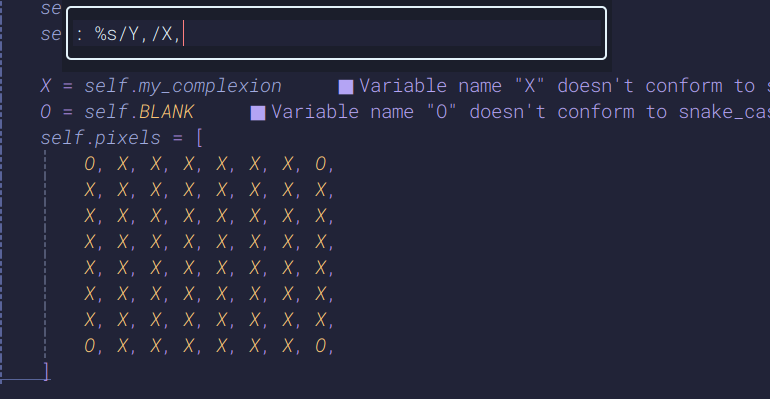 se
se
: %s/Y,/X,
X = self.my_complexion ■ Variable name "X" doesn't conform to s
O = self.BLANK ■ Variable name "O" doesn't conform to snake_cas
self.pixels = [
O, X, X, X, X, X, X, O,
X, X, X, X, X, X, X, X,
X, X, X, X, X, X, X, X,
X, X, X, X, X, X, X, X,
X, X, X, X, X, X, X, X,
X, X, X, X, X, X, X, X,
X, X, X, X, X, X, X, X,
O, X, X, X, X, X, X, O,
]